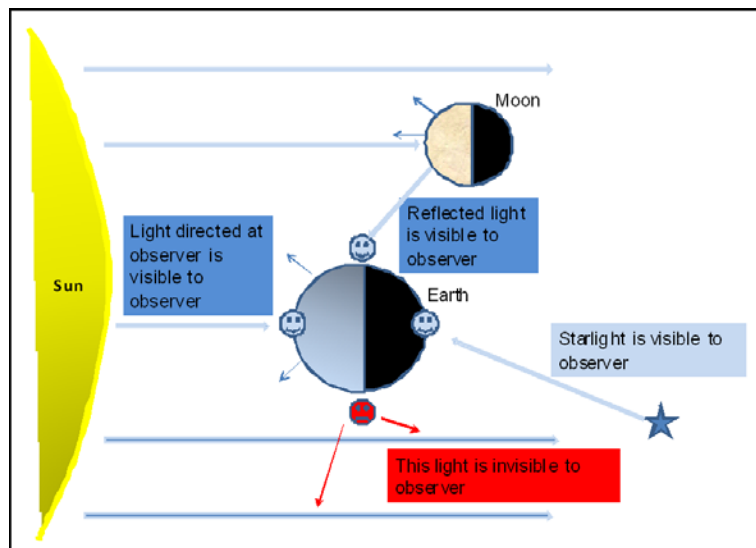 Moon
Light directed at
observer is
visible to
observer
Reflected light
is visible to
observer
Sun
Earth
Starlight is visible to
observer
This light is invisible to
observer